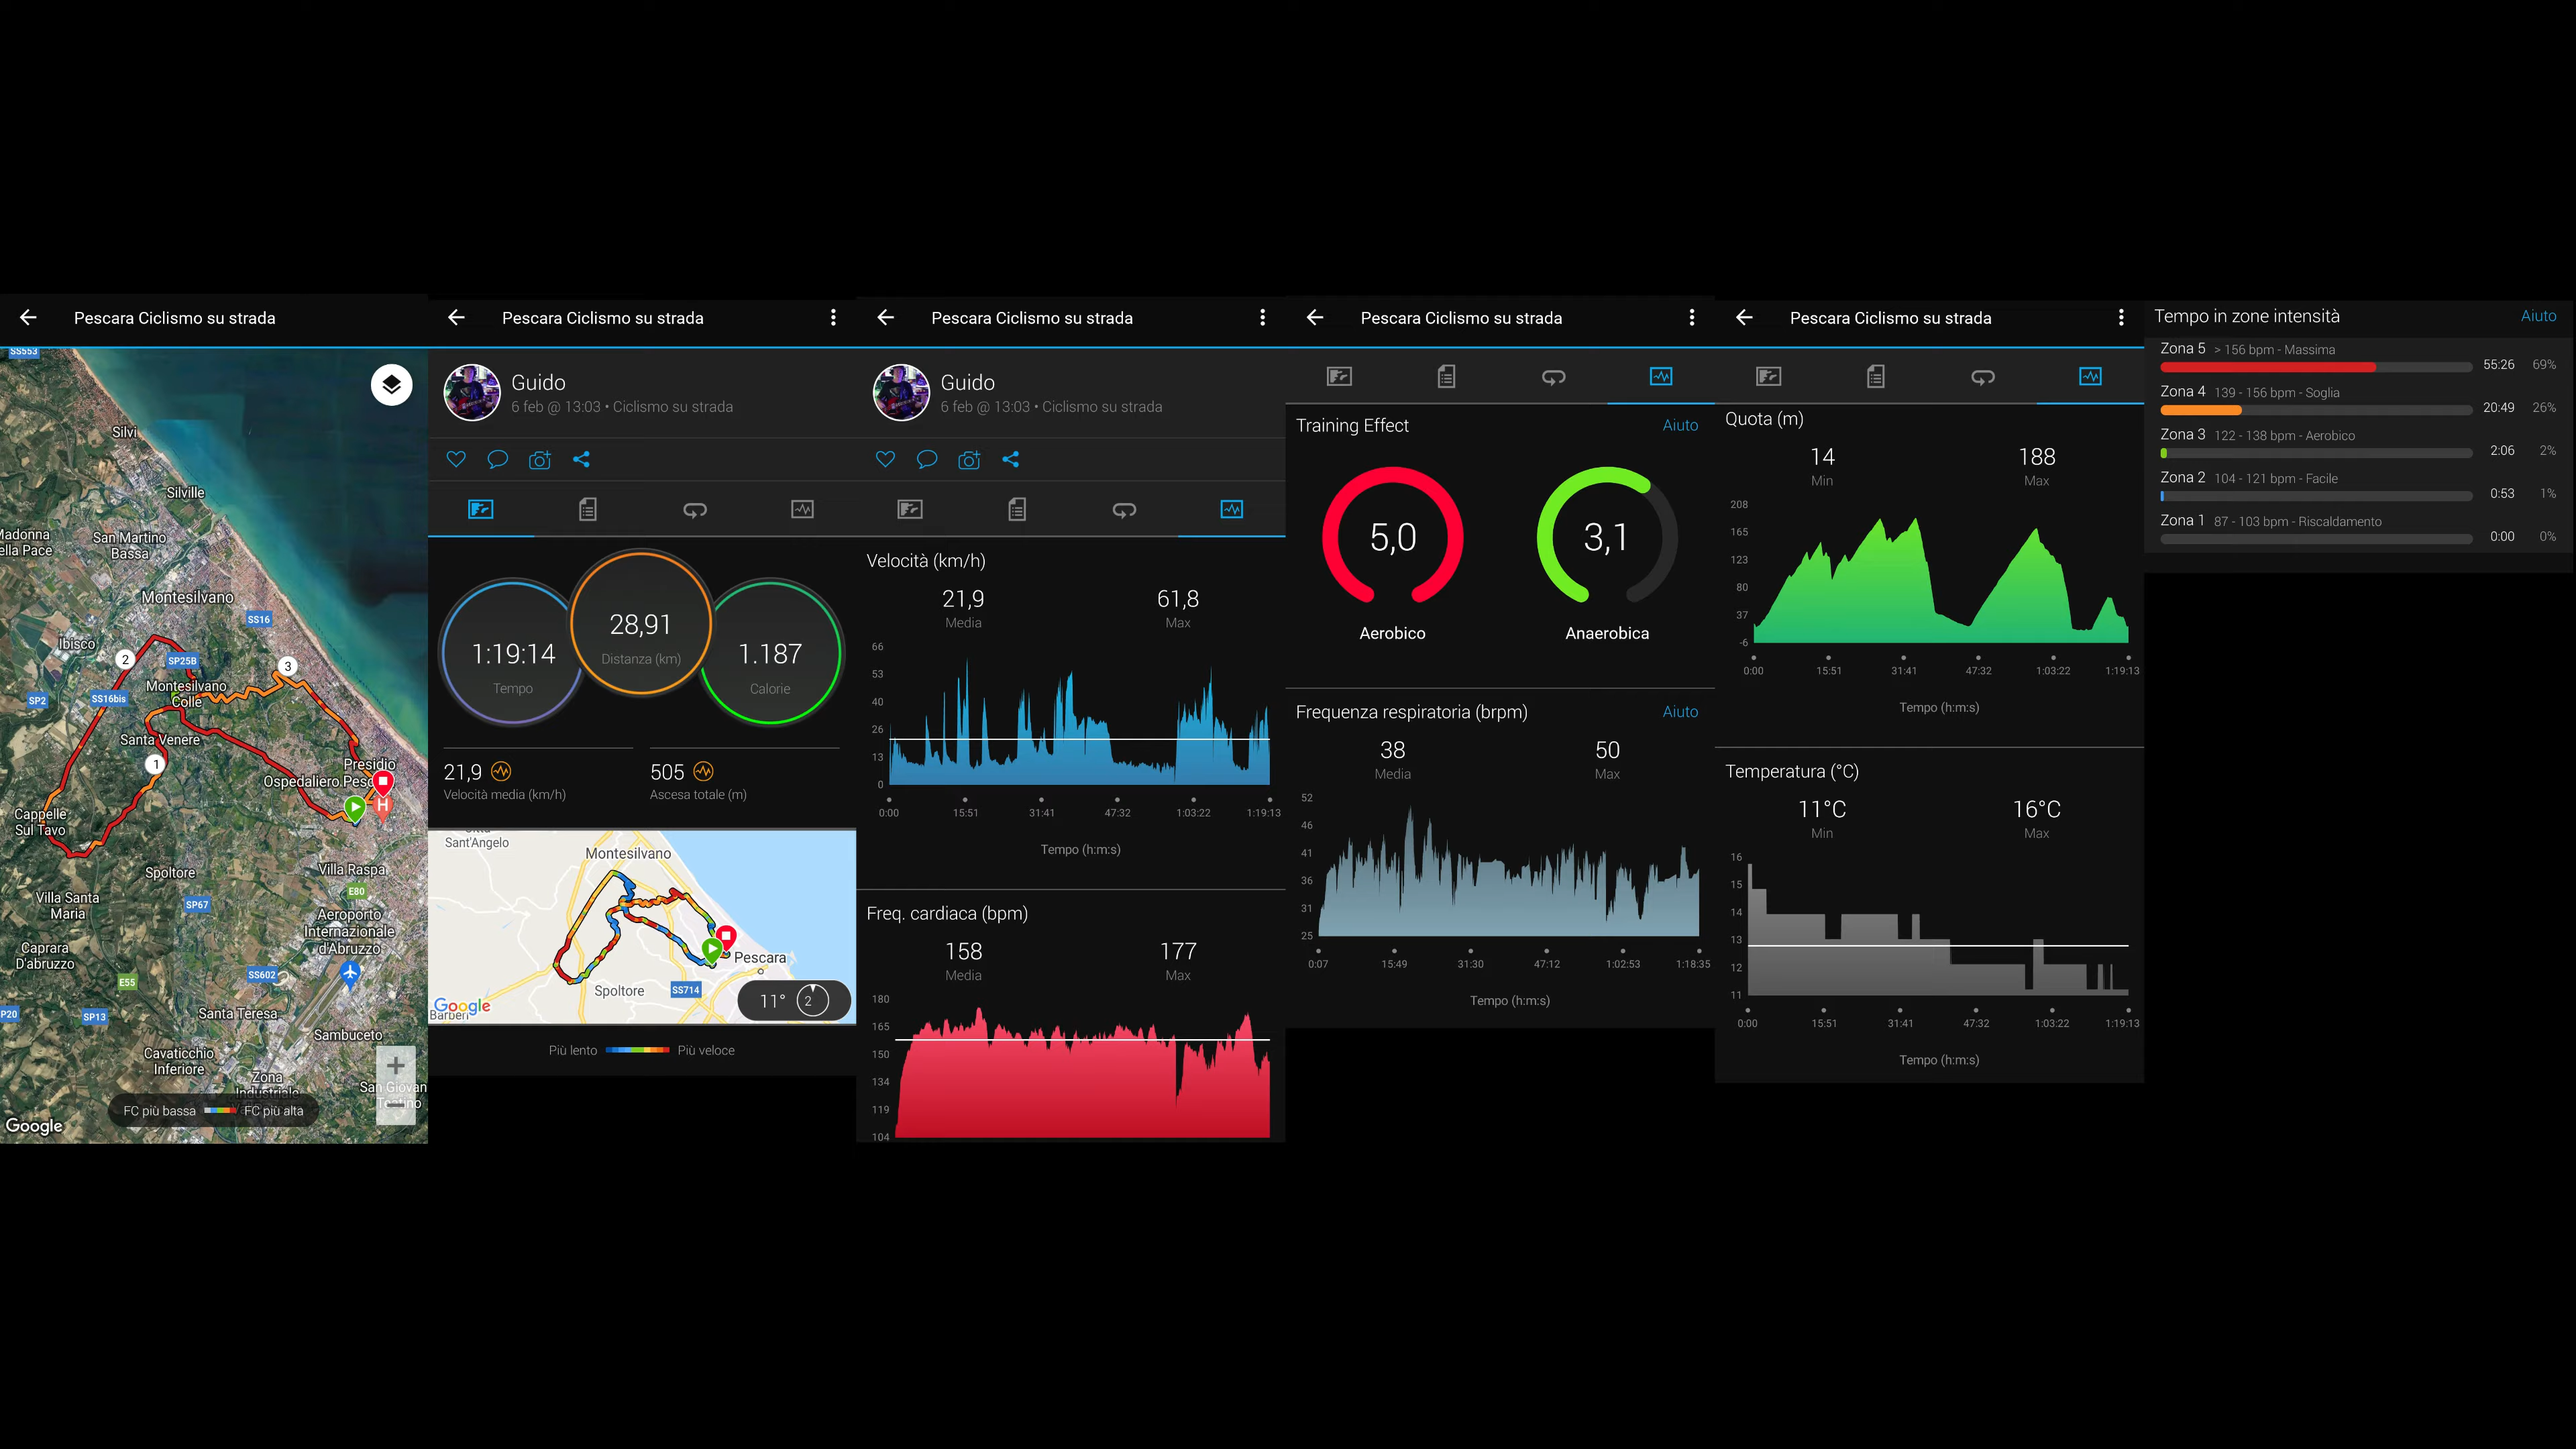 Pescara Ciclismo su strada
SS553
Silvi
Silville
Madonna
ella Pace
San Martino
Bassa
Montesilvano
SS16
Ibisco
2
SP25B
3
Montesilvano
Colle
SP2
SS16bis
Santa Venere
1
Presidio
Ospedaliero Pesc
H
Cappelle
Sul Tavo
Spoltore
Villa Raspa
E80
Villa Santa
Maria
SP67
Aeroporto
Internazionale
d'Abruzzo
Caprara
D'abruzzo
E55
SS602
P20
SP13
Santa Teresa
Sambuceto
Cavaticchio
Inferiore
Zona
Industriale
San Giovan
FC più bassa FC più alta
Google
Pescara Ciclismo su strada
Guido
6 feb @ 13:03 • Ciclismo su strada
1:19:14
Tempo
28,91
Distanza (km)
1.187
Calorie
21,9
Velocità media (km/h)
505
Ascesa totale (m)
Sant'Angelo
Montesilvano
Pescara
Spoltore
SS714
Google
Barberi
11° 2
Più lento Più veloce
Pescara Ciclismo su strada
Guido
6 feb @ 13:03 • Ciclismo su strada
Velocità (km/h)
21,9 61,8
Media Max
66
53
40
26
13
0
0:00 15:51 31:41 47:32 1:03:22 1:19:13
Tempo (h:m:s)
Freq. cardiaca (bpm)
158 177
Media Max
180
165
150
134
119
104
Pescara Ciclismo su strada
Training Effect Aiuto
5,0 3,1
Aerobico Anaerobica
Frequenza respiratoria (brpm) Aiuto
38 50
Media Max
52
46
41
36
31
25
0:07 15:49 31:30 47:12 1:02:53 1:18:35
Tempo (h:m:s)
Pescara Ciclismo su strada
Quota (m)
14 188
Min Max
208
165
123
80
37
-6
0:00 15:51 31:41 47:32 1:03:22 1:19:13
Tempo (h:m:s)
Temperatura (°C)
11°C 16°C
Min Max
16
15
14
13
12
11
0:00 15:51 31:41 47:32 1:03:22 1:19:13
Tempo (h:m:s)
Tempo in zone intensità Aiuto
Zona 5 > 156 bpm - Massima
55:26 69%
Zona 4 139 - 156 bpm - Soglia
20:49 26%
Zona 3 122 - 138 bpm - Aerobico
2:06 2%
Zona 2 104 - 121 bpm - Facile
0:53 1%
Zona 1 87 - 103 bpm - Riscaldamento
0:00 0%